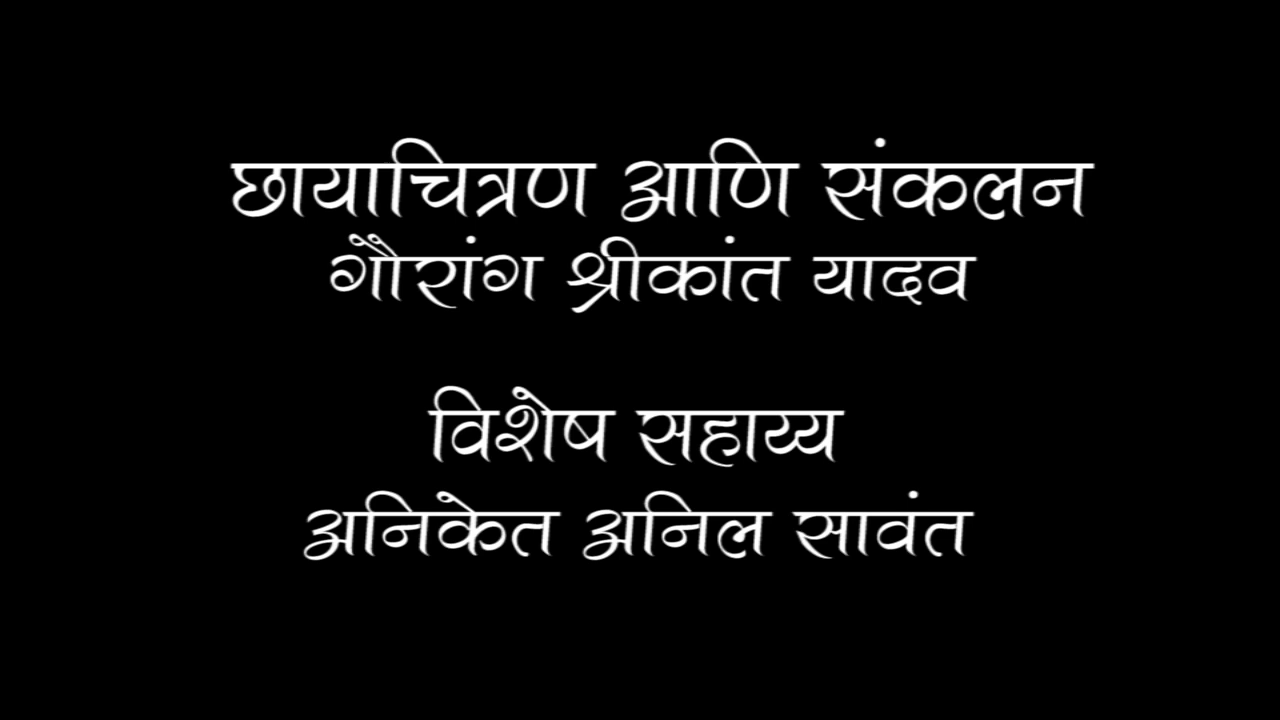 छायाचित्रण आणि संकलन
गौरांग श्रीकांत यादव
विशेष सहाय्य
अनिकेत अनिल सावंत